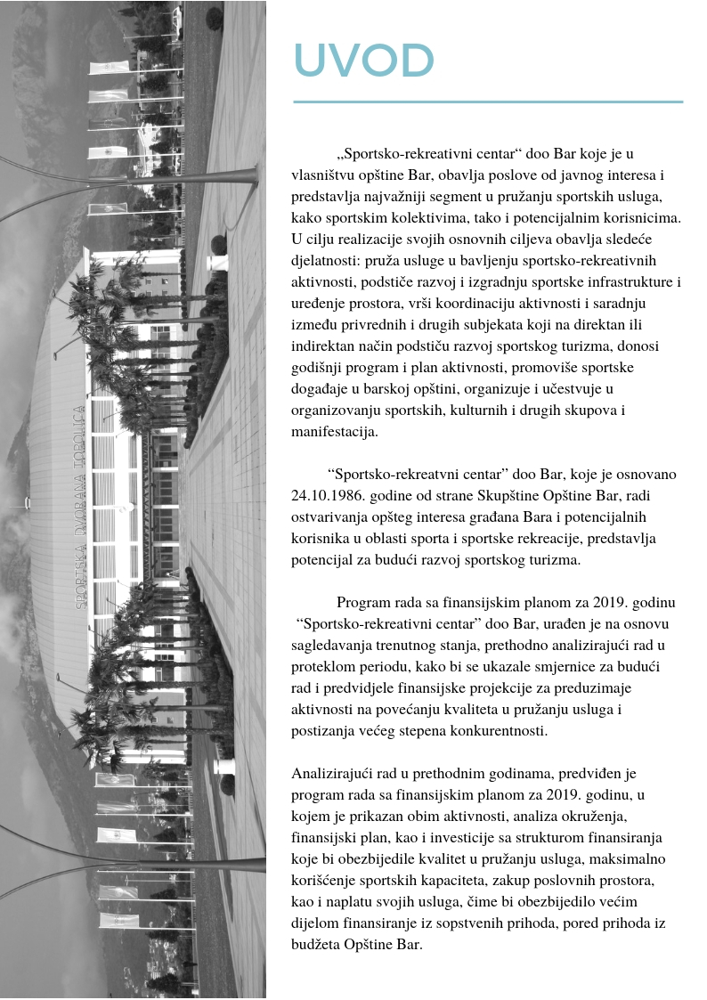 UVOD
„Sportsko-rekreativni centar“ doo Bar koje je u
vlasništvu opštine Bar, obavlja poslove od javnog interesa i
predstavlja najvažniji segment u pružanju sportskih usluga,
kako sportskim kolektivima, tako i potencijalnim korisnicima.
U cilju realizacije svojih osnovnih ciljeva obavlja sledeće
djelatnosti: pruža usluge u bavljenju sportsko-rekreativnih
aktivnosti, podstiče razvoj i izgradnju sportske infrastrukture i
uređenje prostora, vrši koordinaciju aktivnosti i saradnju
između privrednih i drugih subjekata koji na direktan ili
indirektan način podstiču razvoj sportskog turizma, donosi
godišnji program i plan aktivnosti, promoviše sportske
događaje u barskoj opštini, organizuje i učestvuje u
organizovanju sportskih, kulturnih i drugih skupova i
manifestacija.
“Sportsko-rekreatvni centar” doo Bar, koje je osnovano
24.10.1986. godine od strane Skupštine Opštine Bar, radi
ostvarivanja opšteg interesa građana Bara i potencijalnih
korisnika u oblasti sporta i sportske rekreacije, predstavlja
potencijal za budući razvoj sportskog turizma.
Program rada sa finansijskim planom za 2019. godinu
“Sportsko-rekreativni centar” doo Bar, urađen je na osnovu
sagledavanja trenutnog stanja, prethodno analizirajući rad u
proteklom periodu, kako bi se ukazale smjernice za budući
rad i predvidjele finansijske projekcije za preduzimaje
aktivnosti na povećanju kvaliteta u pružanju usluga i
postizanja većeg stepena konkurentnosti.
Analizirajući rad u prethodnim godinama, predviđen je
program rada sa finansijskim planom za 2019. godinu, u
kojem je prikazan obim aktivnosti, analiza okruženja,
finansijski plan, kao i investicije sa strukturom finansiranja
koje bi obezbijedile kvalitet u pružanju usluga, maksimalno
korišćenje sportskih kapaciteta, zakup poslovnih prostora,
kao i naplatu svojih usluga, čime bi obezbijedilo većim
dijelom finansiranje iz sopstvenih prihoda, pored prihoda iz
budžeta Opštine Bar.
SPORTSKA DVORANA TOPOLICA